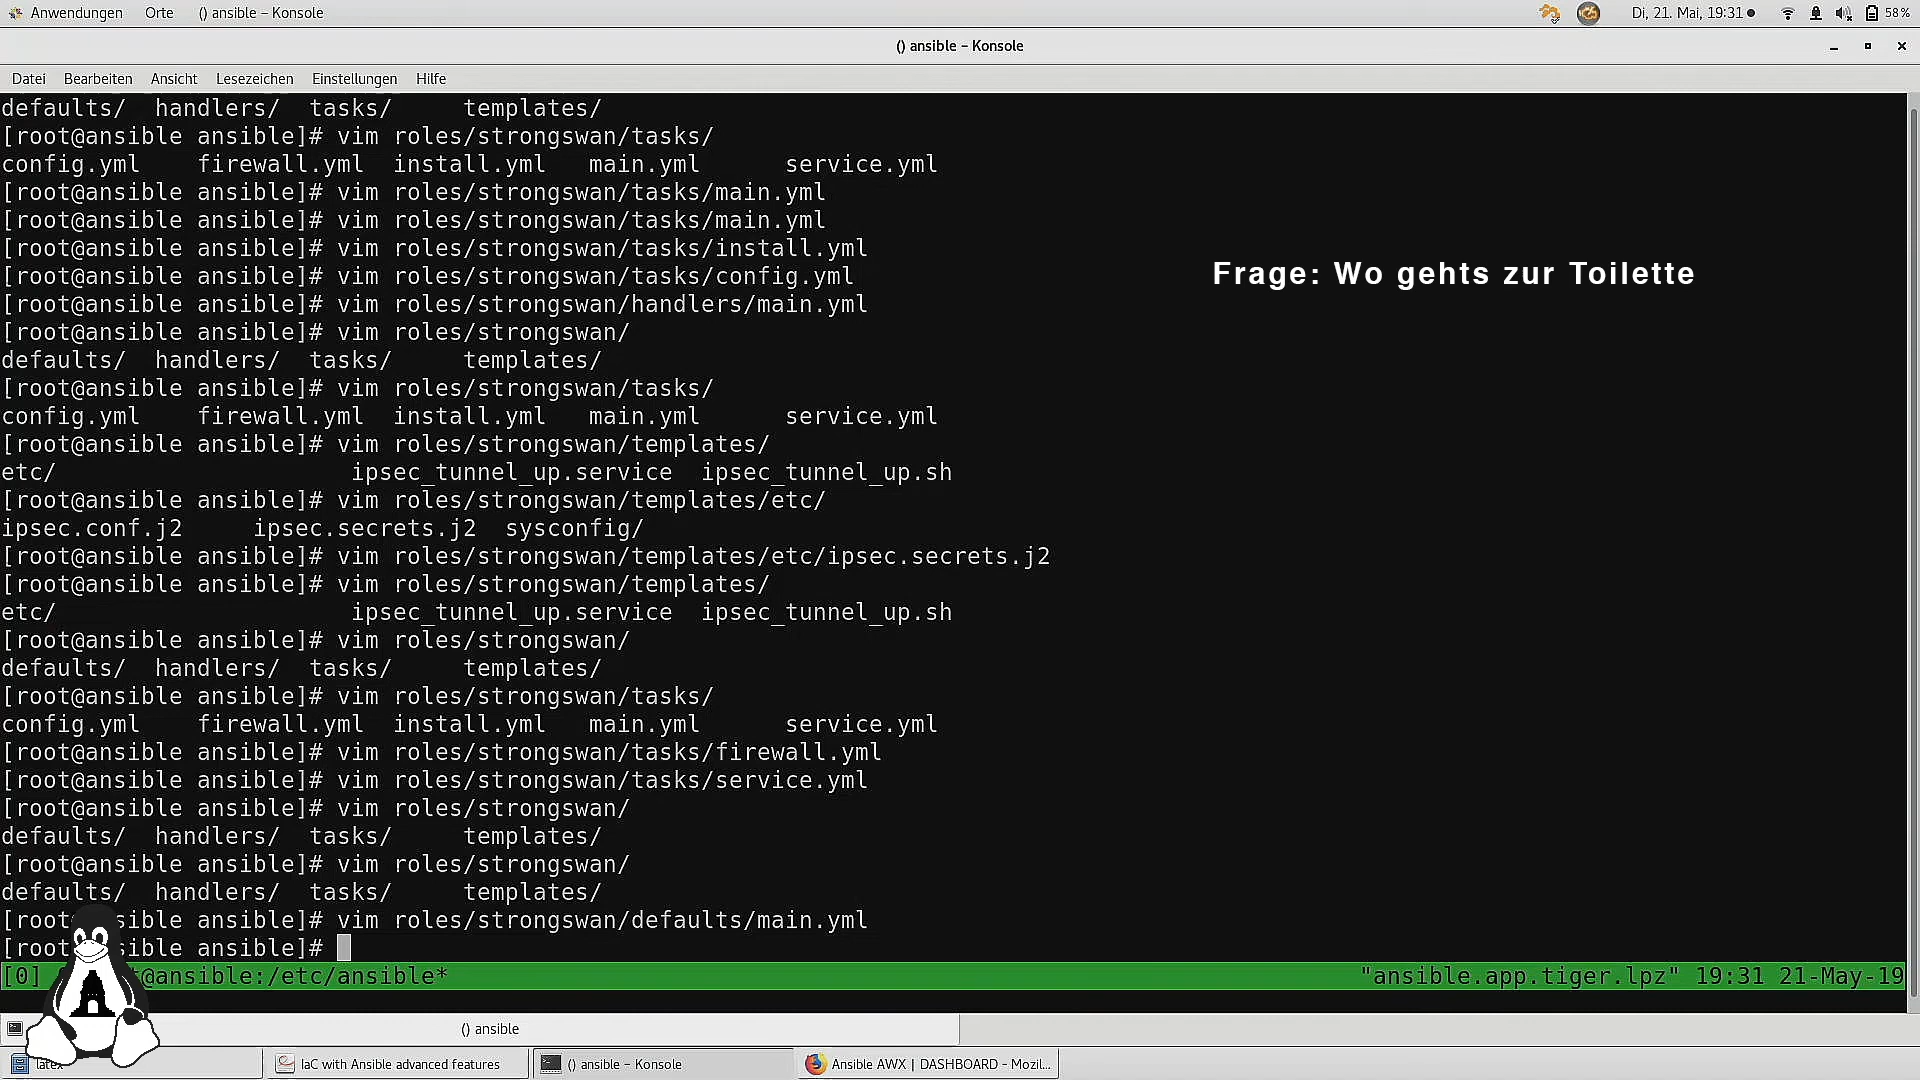 Anwendungen Orte () ansible – Konsole Di, 21. Mai, 19:31 58%
() ansible – Konsole
Datei Bearbeiten Ansicht Lesezeichen Einstellungen Hilfe
defaults/ handlers/ tasks/ templates/
[root@ansible ansible]# vim roles/strongswan/tasks/
config.yml firewall.yml install.yml main.yml service.yml
[root@ansible ansible]# vim roles/strongswan/tasks/main.yml
[root@ansible ansible]# vim roles/strongswan/tasks/main.yml
[root@ansible ansible]# vim roles/strongswan/tasks/install.yml
[root@ansible ansible]# vim roles/strongswan/tasks/config.yml
Frage: Wo gehts zur Toilette
[root@ansible ansible]# vim roles/strongswan/handlers/main.yml
[root@ansible ansible]# vim roles/strongswan/
defaults/ handlers/ tasks/ templates/
[root@ansible ansible]# vim roles/strongswan/tasks/
config.yml firewall.yml install.yml main.yml service.yml
[root@ansible ansible]# vim roles/strongswan/templates/
etc/ ipsec_tunnel_up.service ipsec_tunnel_up.sh
[root@ansible ansible]# vim roles/strongswan/templates/etc/
ipsec.conf.j2 ipsec.secrets.j2 sysconfig/
[root@ansible ansible]# vim roles/strongswan/templates/etc/ipsec.secrets.j2
[root@ansible ansible]# vim roles/strongswan/templates/
etc/ ipsec_tunnel_up.service ipsec_tunnel_up.sh
[root@ansible ansible]# vim roles/strongswan/
defaults/ handlers/ tasks/ templates/
[root@ansible ansible]# vim roles/strongswan/tasks/
config.yml firewall.yml install.yml main.yml service.yml
[root@ansible ansible]# vim roles/strongswan/tasks/firewall.yml
[root@ansible ansible]# vim roles/strongswan/tasks/service.yml
[root@ansible ansible]# vim roles/strongswan/
defaults/ handlers/ tasks/ templates/
[root@ansible ansible]# vim roles/strongswan/
defaults/ handlers/ tasks/ templates/
[root sible ansible]# vim roles/strongswan/defaults/main.yml
[root sible ansible]#
[0] t@ansible:/etc/ansible* "ansible.app.tiger.lpz" 19:31 21-May-19
() ansible
IaC with Ansible advanced features () ansible – Konsole Ansible AWX | DASHBOARD - Mozil...